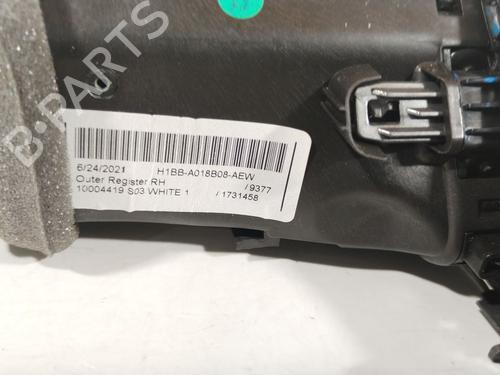 B-PARTS
6/24/2021 H1BB-A018B08-AEW
Outer Register RH / 9377
10004419 S03 WHITE 1 / 1731458